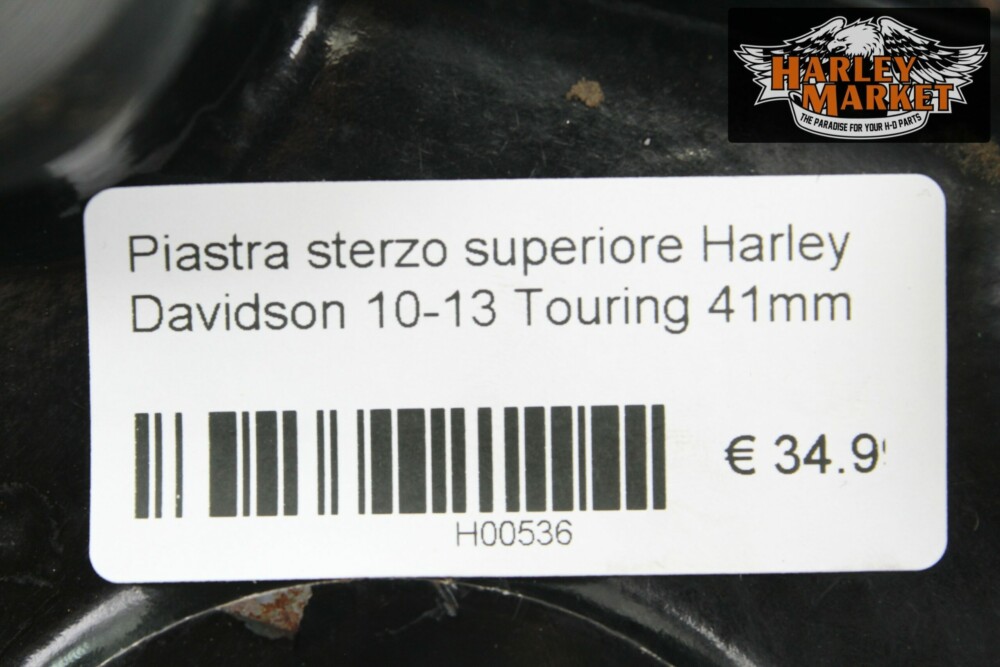 HARLEY
MARKET
THE PARADISE FOR YOUR H-D PARTS
Piastra sterzo superiore Harley
Davidson 10-13 Touring 41mm
€ 34.9
H00536